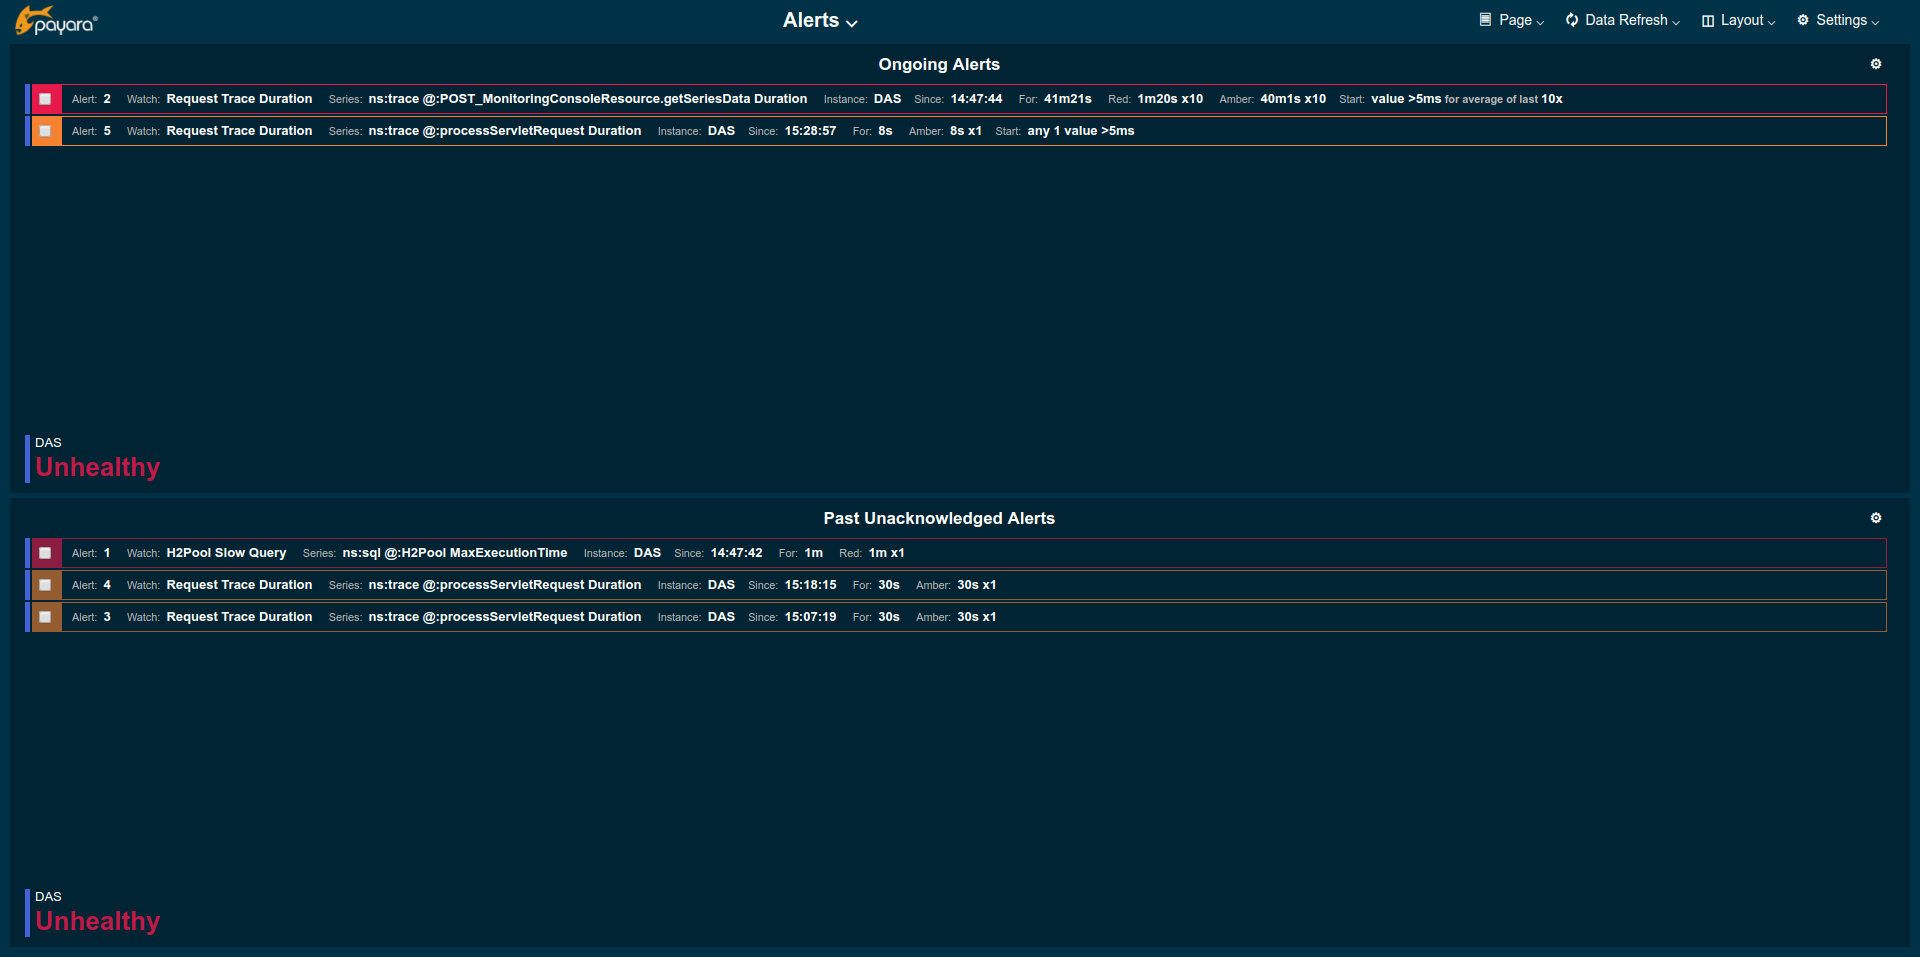 payara®
Alerts
Page
Data Refresh
Layout
Settings
Ongoing Alerts
Alert: 2 Watch: Request Trace Duration Series: ns:trace @:POST_MonitoringConsoleResource.getSeriesData Duration Instance: DAS Since: 14:47:44 For: 41m21s Red: 1m20s x10 Amber: 40m1s x10 Start: value >5ms for average of last 10x
Alert: 5 Watch: Request Trace Duration Series: ns:trace @:processServletRequest Duration Instance: DAS Since: 15:28:57 For: 8s Amber: 8s x1 Start: any 1 value >5ms
DAS
Unhealthy
Past Unacknowledged Alerts
Alert: 1 Watch: H2Pool Slow Query Series: ns:sql @:H2Pool MaxExecutionTime Instance: DAS Since: 14:47:42 For: 1m Red: 1m x1
Alert: 4 Watch: Request Trace Duration Series: ns:trace @:processServletRequest Duration Instance: DAS Since: 15:18:15 For: 30s Amber: 30s x1
Alert: 3 Watch: Request Trace Duration Series: ns:trace @:processServletRequest Duration Instance: DAS Since: 15:07:19 For: 30s Amber: 30s x1
DAS
Unhealthy